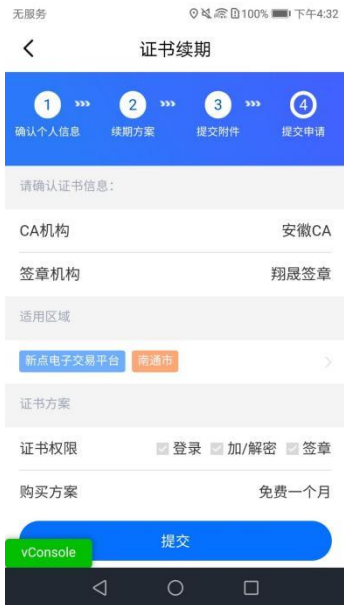 无服务 100% 下午4:32
证书续期
1 2 3 4
确认个人信息 续期方案 提交附件 提交申请
请确认证书信息:
CA机构 安徽CA
签章机构 翔晟签章
适用区域
新点电子交易平台 南通市
证书方案
证书权限 登录 加/解密 签章
购买方案 免费一个月
提交
vConsole